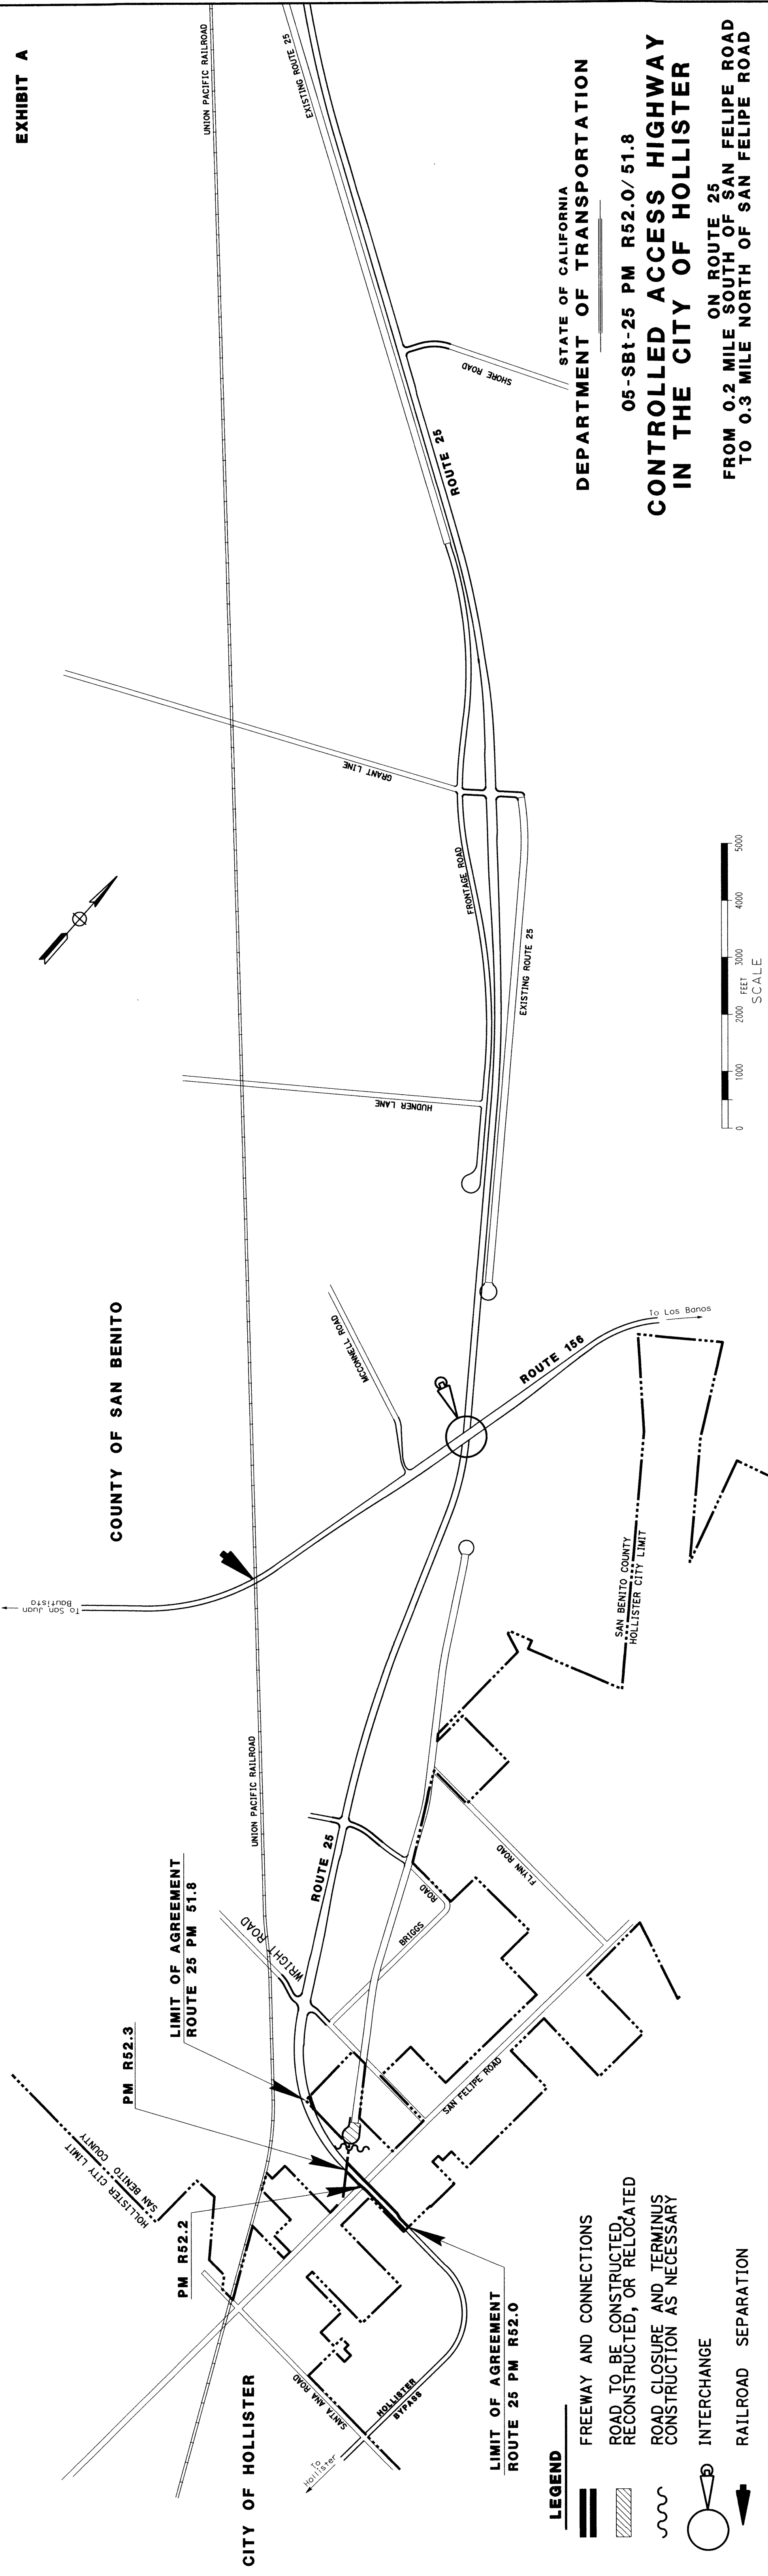 EXHIBIT A
UNION PACIFIC RAILROAD
EXISTING ROUTE 25
SHORE ROAD
ROUTE 25
GRANT LINE
FRONTAGE ROAD
EXISTING ROUTE 25
HUDNER LANE
COUNTY OF SAN BENITO
MCCONNELL ROAD
To Los Banos
ROUTE 156
To San Juan
Bautista
SAN BENITO COUNTY
HOLLISTER CITY LIMIT
UNION PACIFIC RAILROAD
ROUTE 25
FLYNN ROAD
BRIGGS
ROAD
WRIGHT ROAD
SAN FELIPE ROAD
LIMIT OF AGREEMENT
ROUTE 25 PM 51.8
PM R52.3
PM R52.2
HOLLISTER CITY LIMIT
SAN BENITO COUNTY
SANTA ANA ROAD
HOLLISTER
BYPASS
To
Hollister
CITY OF HOLLISTER
LIMIT OF AGREEMENT
ROUTE 25 PM R52.0
LEGEND
FREEWAY AND CONNECTIONS
ROAD TO BE CONSTRUCTED,
RECONSTRUCTED, OR RELOCATED
ROAD CLOSURE AND TERMINUS
CONSTRUCTION AS NECESSARY
INTERCHANGE
RAILROAD SEPARATION
0 1000 2000 3000 4000 5000
FEET
SCALE
STATE OF CALIFORNIA
DEPARTMENT OF TRANSPORTATION
05-SBt-25 PM R52.0/51.8
CONTROLLED ACCESS HIGHWAY
IN THE CITY OF HOLLISTER
ON ROUTE 25
FROM 0.2 MILE SOUTH OF SAN FELIPE ROAD
TO 0.3 MILE NORTH OF SAN FELIPE ROAD